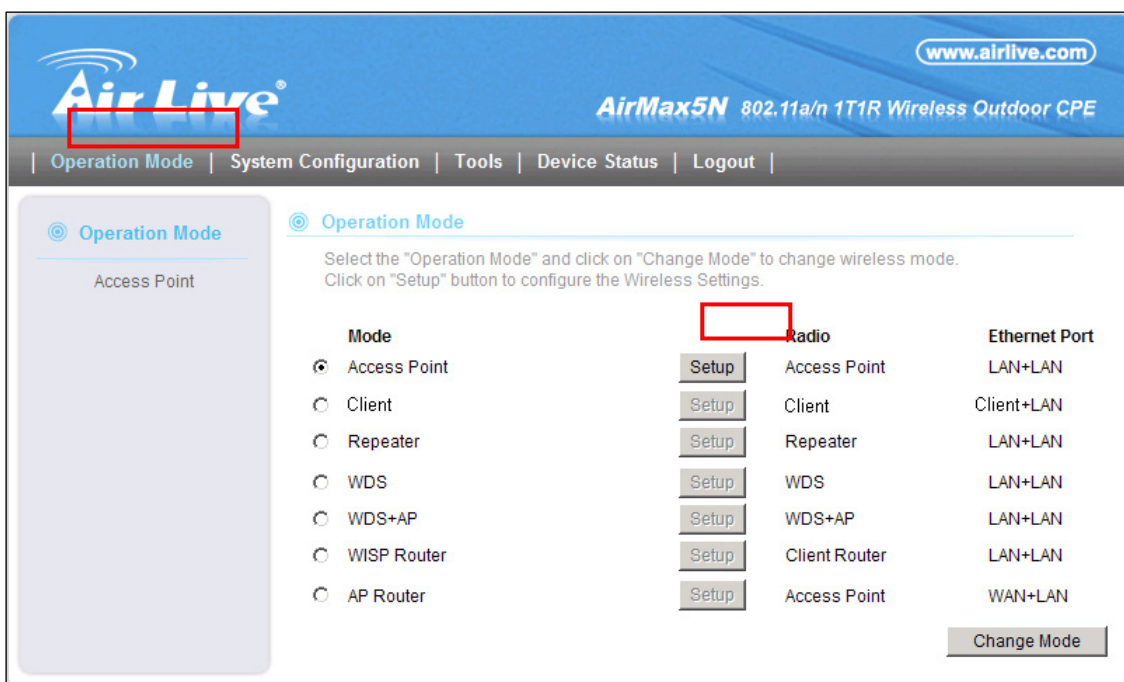 www.airlive.com
Air Live®
AirMax5N 802.11a/n 1T1R Wireless Outdoor CPE
| Operation Mode | System Configuration | Tools | Device Status | Logout |
Operation Mode
Access Point
Operation Mode
Select the "Operation Mode" and click on "Change Mode" to change wireless mode.
Click on "Setup" button to configure the Wireless Settings.
Mode Radio Ethernet Port
Access Point Setup Access Point LAN+LAN
Client Setup Client Client+LAN
Repeater Setup Repeater LAN+LAN
WDS Setup WDS LAN+LAN
WDS+AP Setup WDS+AP LAN+LAN
WISP Router Setup Client Router LAN+LAN
AP Router Setup Access Point WAN+LAN
Change Mode